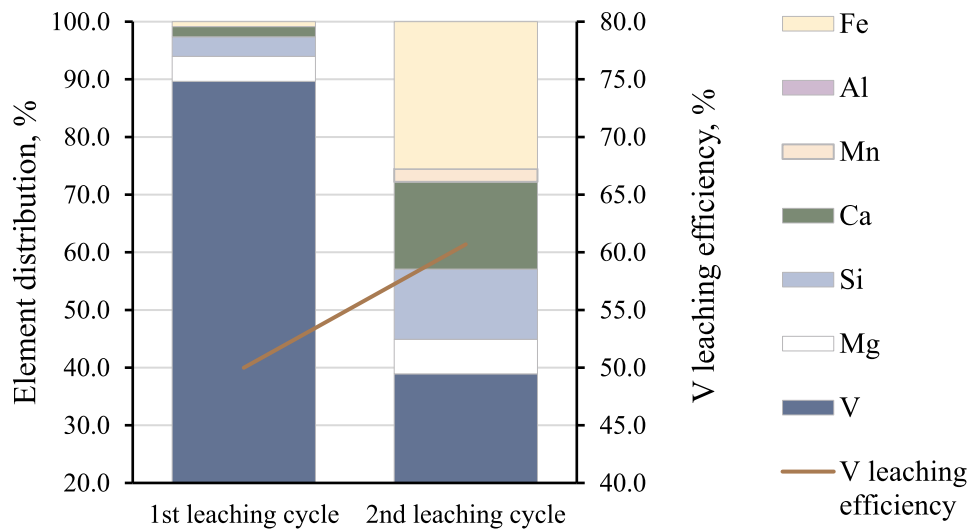 Element distribution, %
100.0
90.0
80.0
70.0
60.0
50.0
40.0
30.0
20.0
1st leaching cycle
2nd leaching cycle
80.0
75.0
70.0
65.0
60.0
55.0
50.0
45.0
40.0
V leaching efficiency, %
Fe
Al
Mn
Ca
Si
Mg
V
V leaching
efficiency